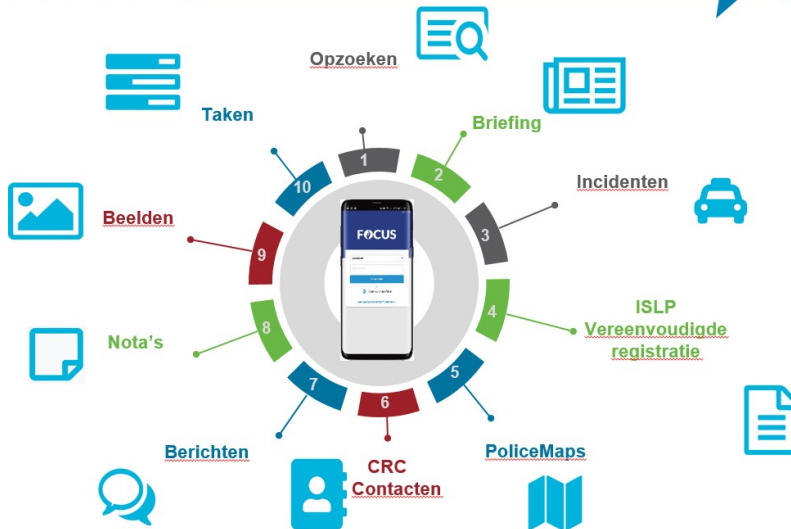 Opzoeken
Briefing
Taken
Incidenten
Beelden
ISLP
Vereenvoudigde
registratie
Nota's
PoliceMaps
Berichten
CRC
Contacten
1
2
3
4
5
6
7
8
9
10
FOCUS